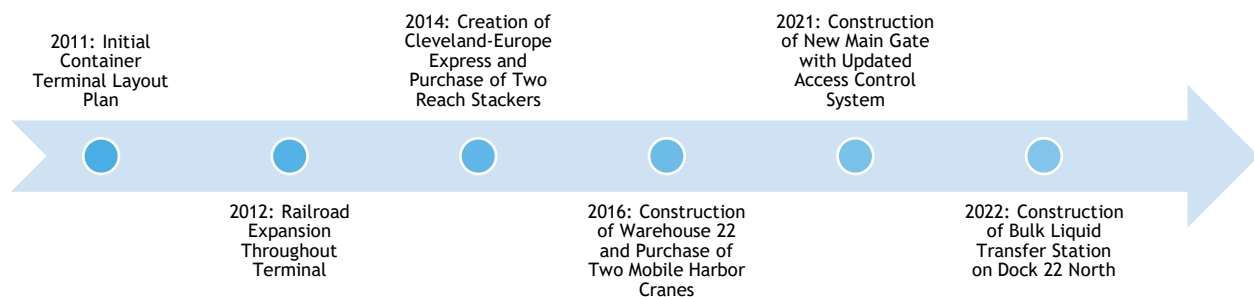 2011: Initial
Container
Terminal Layout
Plan
2012: Railroad
Expansion
Throughout
Terminal
2014: Creation of
Cleveland-Europe
Express and
Purchase of Two
Reach Stackers
2016: Construction
of Warehouse 22
and Purchase of
Two Mobile Harbor
Cranes
2021: Construction
of New Main Gate
with Updated
Access Control
System
2022: Construction
of Bulk Liquid
Transfer Station
on Dock 22 North